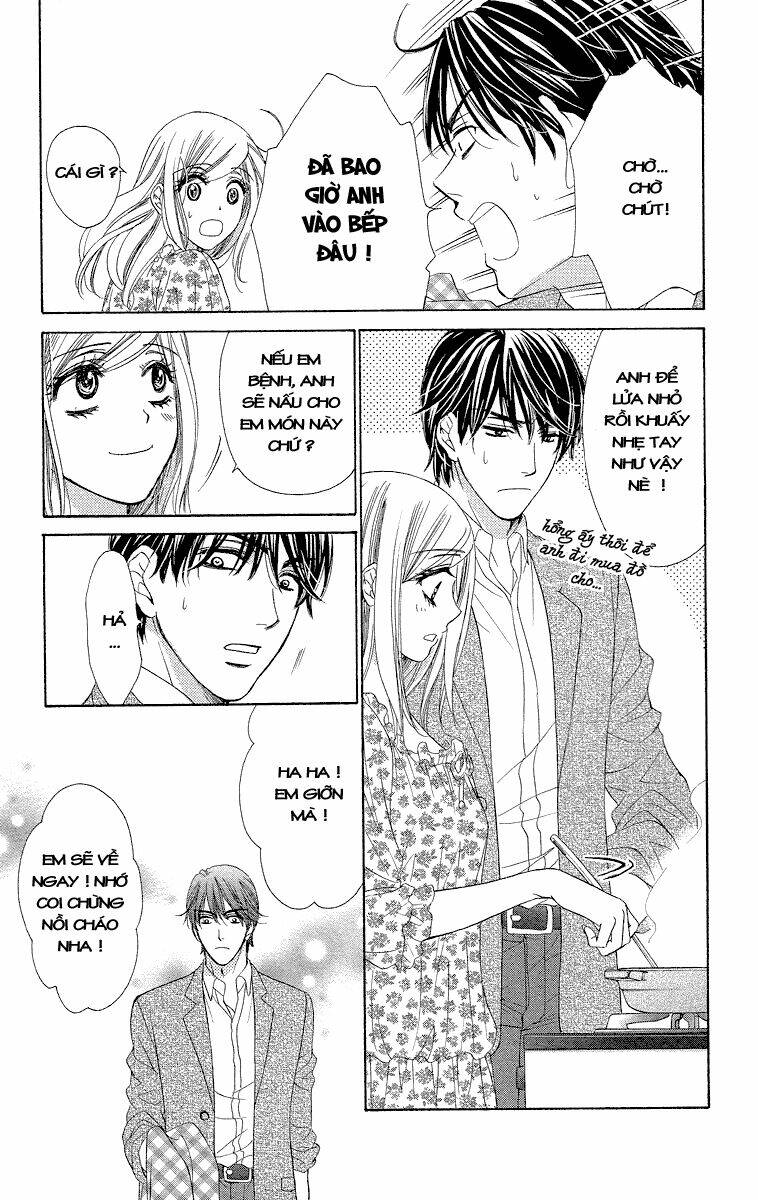 CHỜ...
CHỜ
CHÚT!
ĐÃ BAO
GIỜ ANH
VÀO BẾP
ĐÂU !
CÁI GÌ ?
ANH ĐỂ
LỬA NHỎ
RỒI KHUẤY
NHẸ TAY
NHƯ VẬY
NÈ !
hổng ấy thôi để
anh đi mua đồ
cho...
NẾU EM
BỆNH, ANH
SẼ NẤU CHO
EM MÓN NÀY
CHỨ ?
HẢ
...
HA HA !
EM GIỠN
MÀ !
EM SẼ VỀ
NGAY ! NHỚ
COI CHỪNG
NỒI CHÁO
NHA !